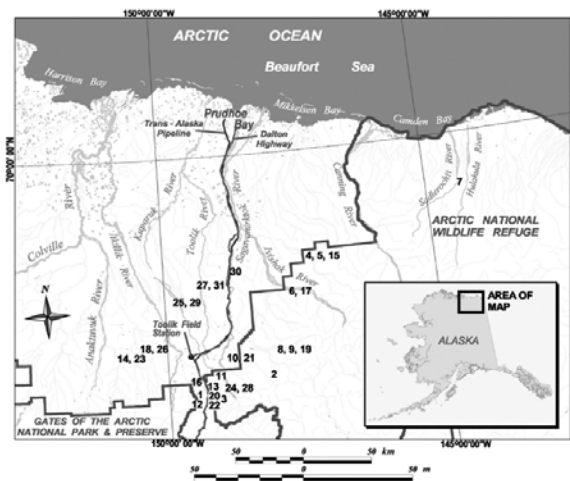 150°00'00"W
145°00'00"W
ARCTIC OCEAN
Beaufort Sea
Harrison Bay
Prudhoe
Bay
Mikkelsen Bay
Camden Bay
Trans - Alaska
Pipeline
Dalton
Highway
70°00'00"N
Colville
River
Itkillik River
Kuparuk River
Toolik River
Sagavanirktok River
Ivishak River
Canning River
Sadlerochit River
Hulahula River
7
ARCTIC NATIONAL
WILDLIFE REFUGE
4, 5, 15
30
27, 31
6, 17
25, 29
N
Anaktuvuk River
Toolik Field
Station
18, 26
14, 23
10
21
8, 9, 19
2
16
11
13
24, 28
1
20
3
12
22
GATES OF THE ARCTIC
NATIONAL PARK & PRESERVE
AREA OF
MAP
ALASKA
150°00'00"W
145°00'00"W
50 0 50 km
50 0 50 m